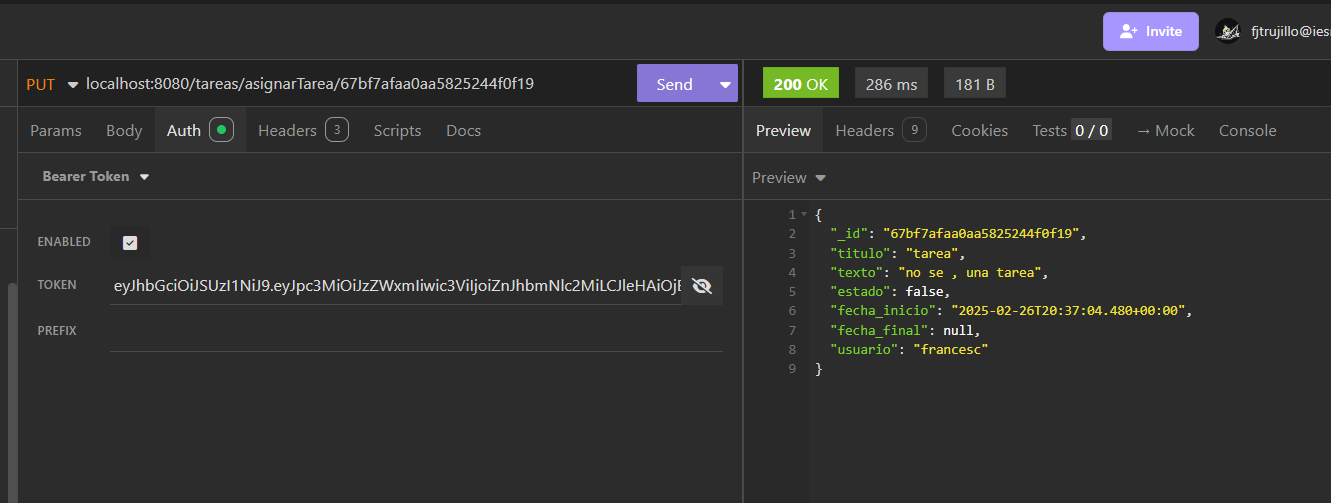 Invite fjtrujillo@ies
PUT localhost:8080/tareas/asignarTarea/67bf7afaa0aa5825244f0f19 Send 200 OK 286 ms 181 B
Params Body Auth Headers 3 Scripts Docs Preview Headers 9 Cookies Tests 0 / 0 → Mock Console
Bearer Token Preview
ENABLED
TOKEN eyJhbGciOiJSUzI1NiJ9.eyJpc3MiOiJzZWxmIiwic3ViIjoiZnJhbmNlc2MiLCJleHAiOjE
PREFIX
1 {
2 "_id": "67bf7afaa0aa5825244f0f19",
3 "titulo": "tarea",
4 "texto": "no se , una tarea",
5 "estado": false,
6 "fecha_inicio": "2025-02-26T20:37:04.480+00:00",
7 "fecha_final": null,
8 "usuario": "francesc"
9 }